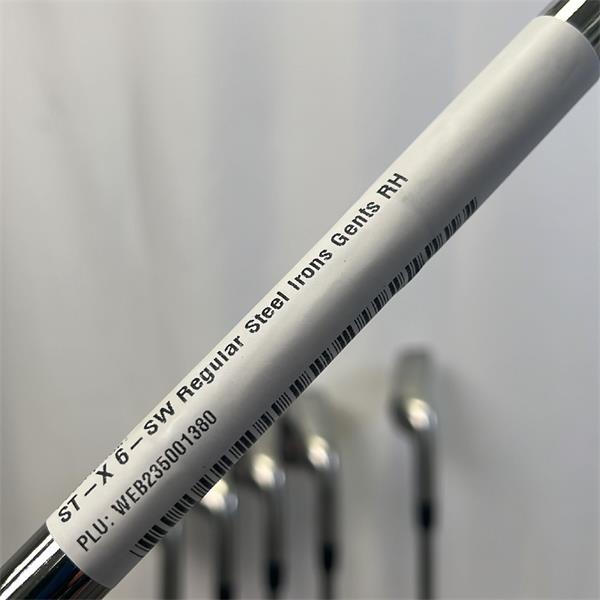 ST-X 6-SW Regular Steel Irons Gents RH
PLU: WEB235001380